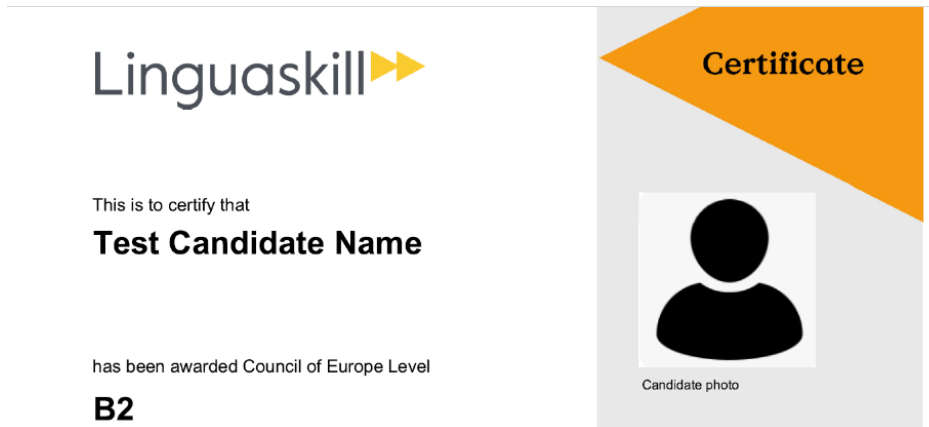 Linguaskill
Certificate
This is to certify that
Test Candidate Name
has been awarded Council of Europe Level
B2
Candidate photo